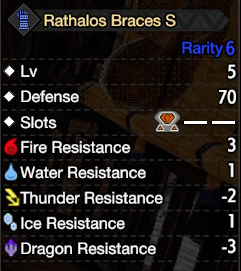 Rathalos Braces S
Rarity 6
Lv 5
Defense 70
Slots
Fire Resistance 3
Water Resistance 1
Thunder Resistance -2
Ice Resistance 1
Dragon Resistance -3